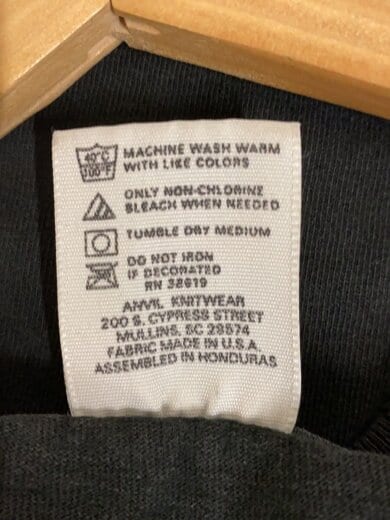 40°C
100°F
MACHINE WASH WARM
WITH LIKE COLORS
ONLY NON-CHLORINE
BLEACH WHEN NEEDED
TUMBLE DRY MEDIUM
DO NOT IRON
IF DECORATED
RN 38619
ANVIL KNITWEAR
200 S. CYPRESS STREET
MULLINS, SC 29574
FABRIC MADE IN U.S.A.
ASSEMBLED IN HONDURAS